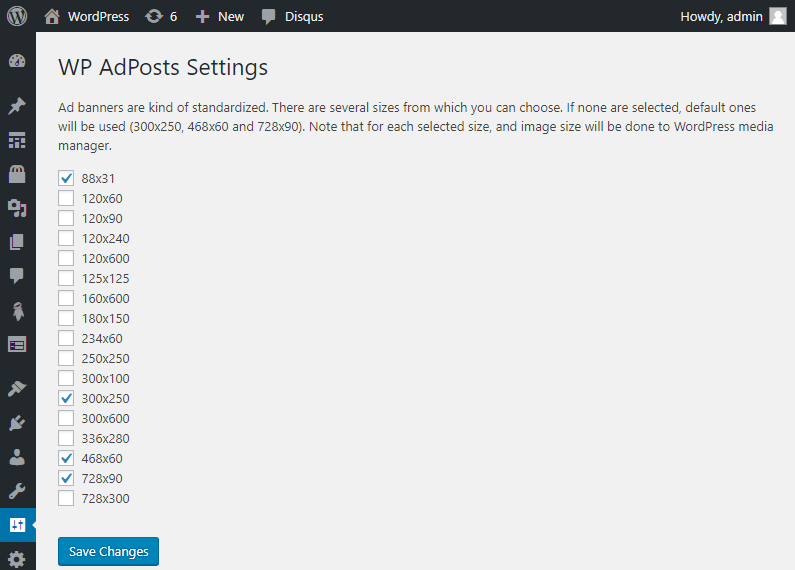 WordPress 6 New Disqus Howdy, admin
WP AdPosts Settings
Ad banners are kind of standardized. There are several sizes from which you can choose. If none are selected, default ones
will be used (300x250, 468x60 and 728x90). Note that for each selected size, and image size will be done to WordPress media
manager.
88x31
120x60
120x90
120x240
120x600
125x125
160x600
180x150
234x60
250x250
300x100
300x250
300x600
336x280
468x60
728x90
728x300
Save Changes